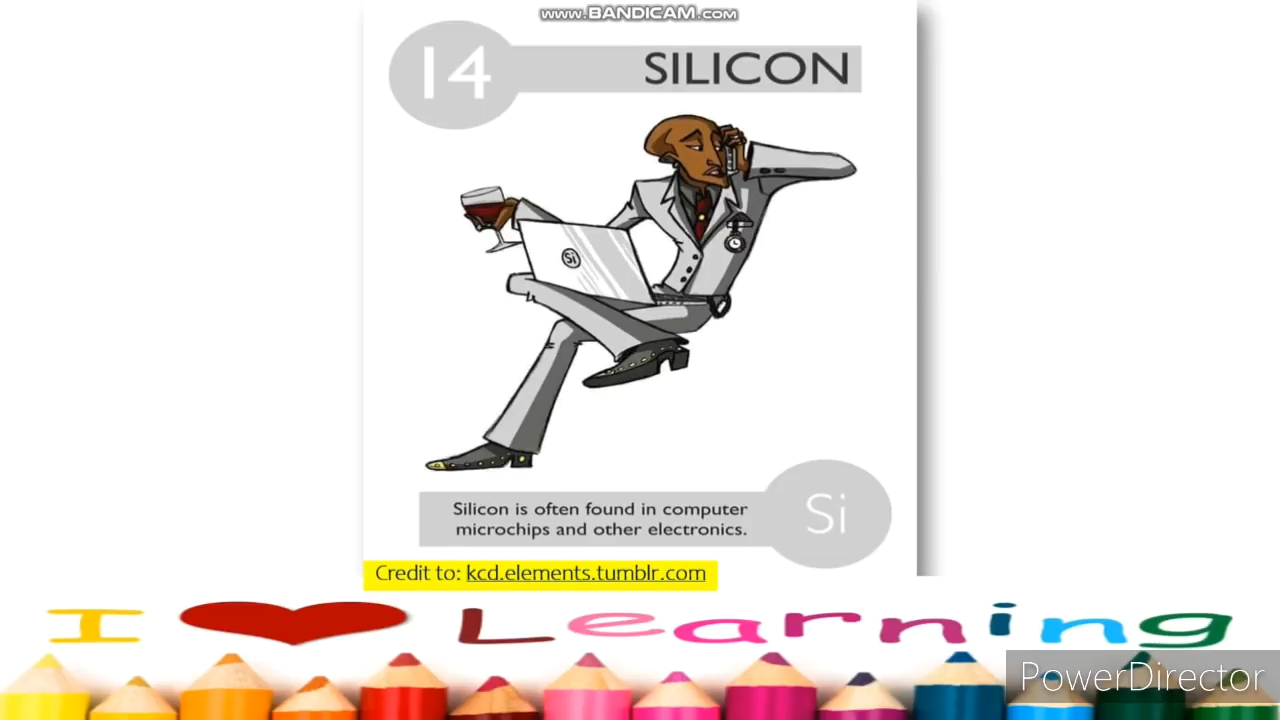 www.BANDICAM.com
14
SILICON
Si
Silicon is often found in computer
microchips and other electronics.
Si
Credit to: kcd.elements.tumblr.com
I Learning
PowerDirector